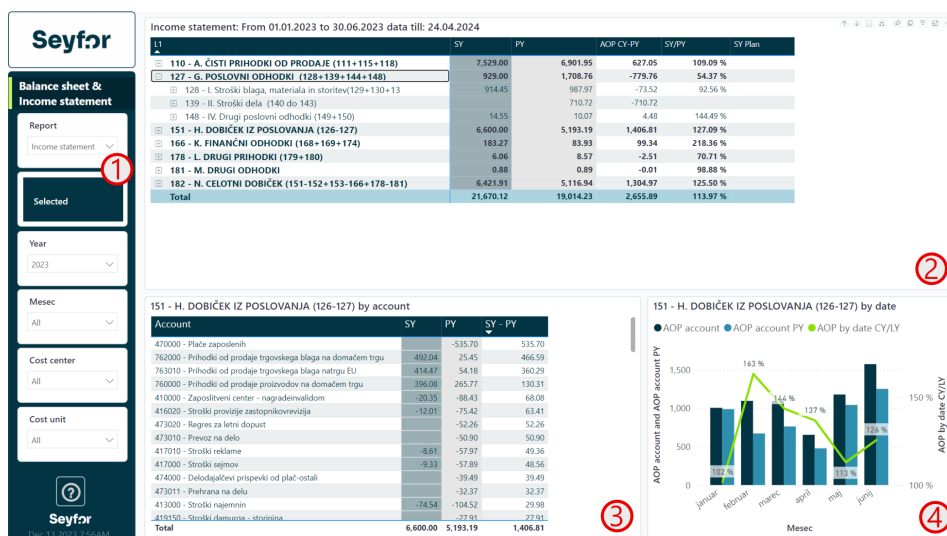 Seyfor
Balance sheet &
Income statement
Report
Income statement
1
Selected
Year
2023
Mesec
All
Cost center
All
Cost unit
All
Seyfor
Dec 13 2023 7:56AM
Income statement: From 01.01.2023 to 30.06.2023 data till: 24.04.2024
L1 SY PY AOP CY-PY SY/PY SY Plan
110 - A. ČISTI PRIHODKI OD PRODAJE (111+115+118) 7,529.00 6,901.95 627.05 109.09 %
127 - G. POSLOVNI ODHODKI (128+139+144+148) 929.00 1,708.76 -779.76 54.37 %
128 - I. Stroški blaga, materiala in storitev(129+130+13 914.45 987.97 -73.52 92.56 %
139 - II. Stroški dela (140 do 143) 710.72 -710.72
148 - IV. Drugi poslovni odhodki (149+150) 14.55 10.07 4.48 144.49 %
151 - H. DOBIČEK IZ POSLOVANJA (126-127) 6,600.00 5,193.19 1,406.81 127.09 %
166 - K. FINANČNI ODHODKI (168+169+174) 183.27 83.93 99.34 218.36 %
178 - L. DRUGI PRIHODKI (179+180) 6.06 8.57 -2.51 70.71 %
181 - M. DRUGI ODHODKI 0.88 0.89 -0.01 98.88 %
182 - N. CELOTNI DOBIČEK (151-152+153-166+178-181) 6,421.91 5,116.94 1,304.97 125.50 %
Total 21,670.12 19,014.23 2,655.89 113.97 %
2
151 - H. DOBIČEK IZ POSLOVANJA (126-127) by account
Account SY PY SY - PY
470000 - Plače zaposlenih -535.70 535.70
762000 - Prihodki od prodaje trgovskega blaga na domačem trgu 492.04 25.45 466.59
763010 - Prihodki od prodaje trgovskega blaga natrgu EU 414.47 54.18 360.29
760000 - Prihodki od prodaje proizvodov na domačem trgu 396.08 265.77 130.31
410000 - Zaposlitveni center - nagradeinvalidom -20.35 -88.43 68.08
416020 - Stroški provizije zastopnikovrevizija -12.01 -75.42 63.41
473020 - Regres za letni dopust -52.26 52.26
473010 - Prevoz na delo -50.90 50.90
417010 - Stroški reklame -8.61 -57.97 49.36
417000 - Stroški sejmov -9.33 -57.89 48.56
474000 - Delodajalčevi prispevki od plač-ostali -39.49 39.49
473011 - Prehrana na delu -32.37 32.37
413000 - Stroški najemnin -74.54 -104.52 29.98
419150 - Stroški damurga - storipina -27.91 27.91
Total 6,600.00 5,193.19 1,406.81
3
151 - H. DOBIČEK IZ POSLOVANJA (126-127) by date
AOP account AOP account PY AOP by date CY/LY
AOP account and AOP account PY
1,500
1,000
500
0
102 %
163 %
144 %
137 %
113 %
126 %
150 %
100 %
AOP by date CY/LY
januar februar marec april maj junij
Mesec
4